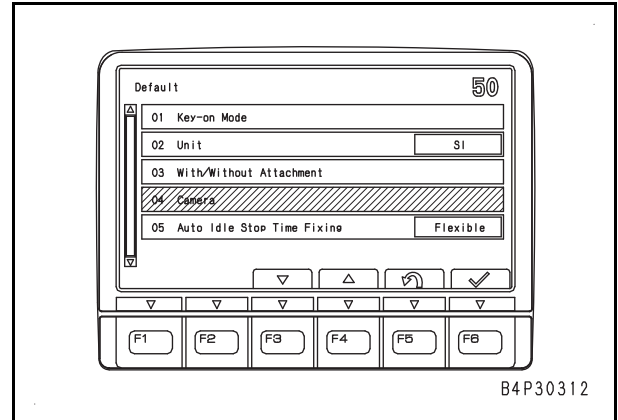 Default 50
01 Key-on Mode
02 Unit SI
03 With/Without Attachment
04 Camera
05 Auto Idle Stop Time Fixing Flexible
F1 F2 F3 F4 F5 F6
B4P30312